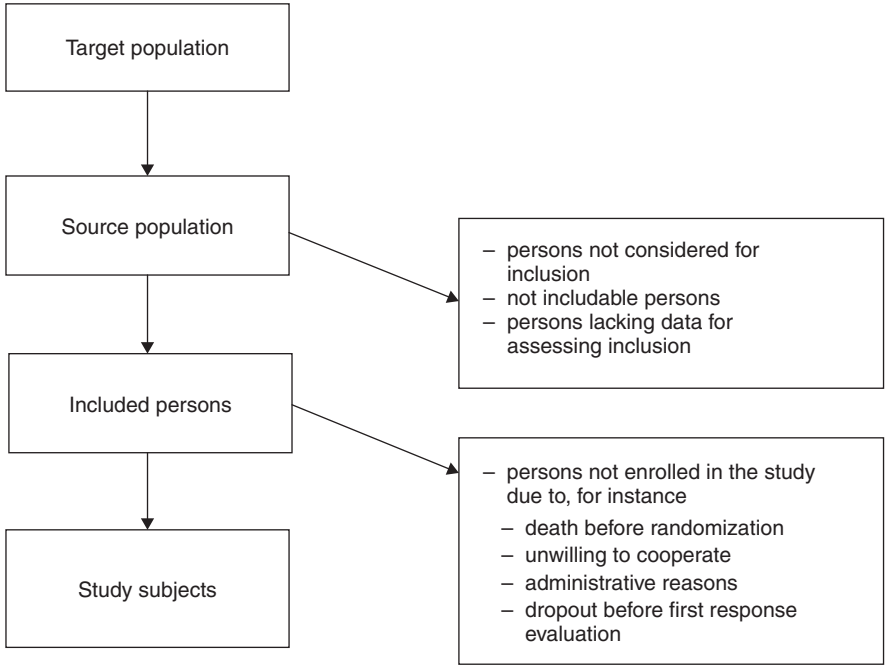 Target population
Source population
– persons not considered for
inclusion
– not includable persons
– persons lacking data for
assessing inclusion
Included persons
– persons not enrolled in the study
due to, for instance
– death before randomization
– unwilling to cooperate
– administrative reasons
– dropout before first response
evaluation
Study subjects